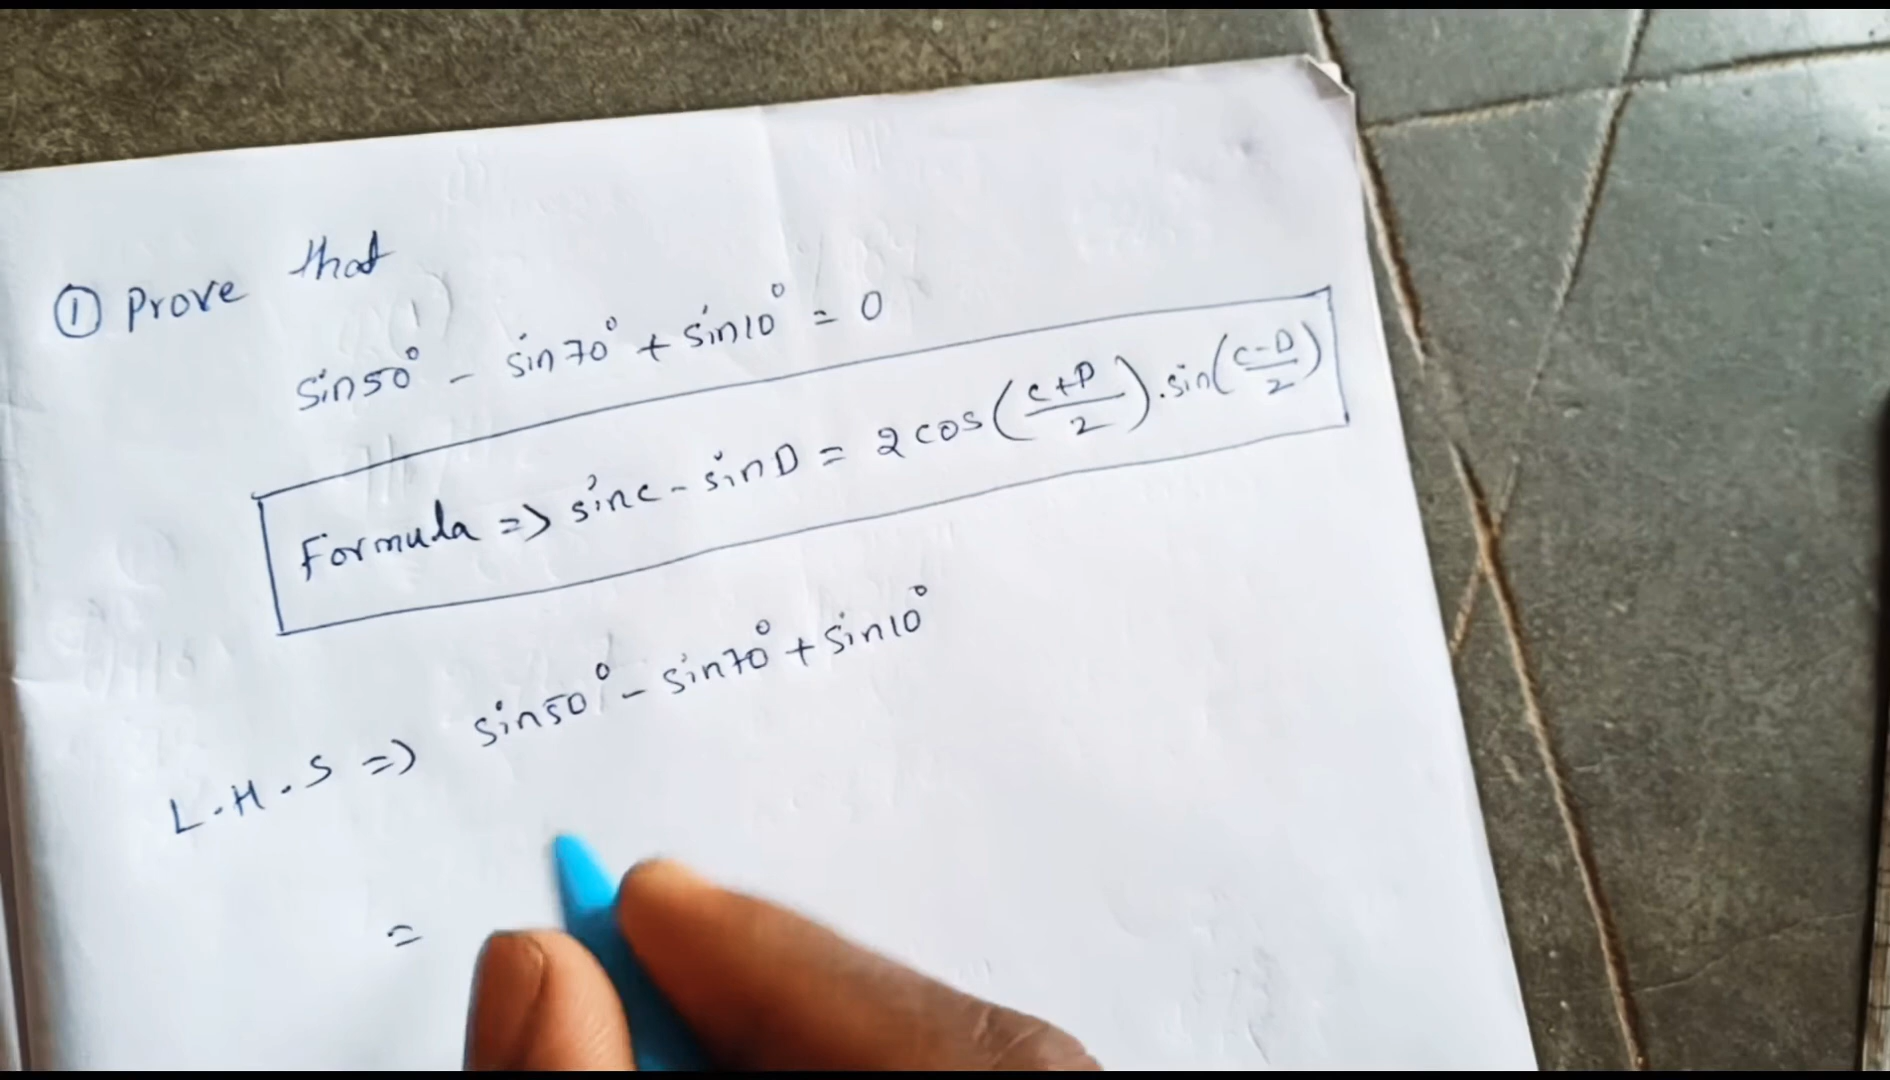 ① Prove that
sin50° - sin70° + sin10° = 0
Formula => sinc - sinD = 2cos(c+D/2).sin(c-D/2)
L.H.S => sin50° - sin70° + sin10°
=